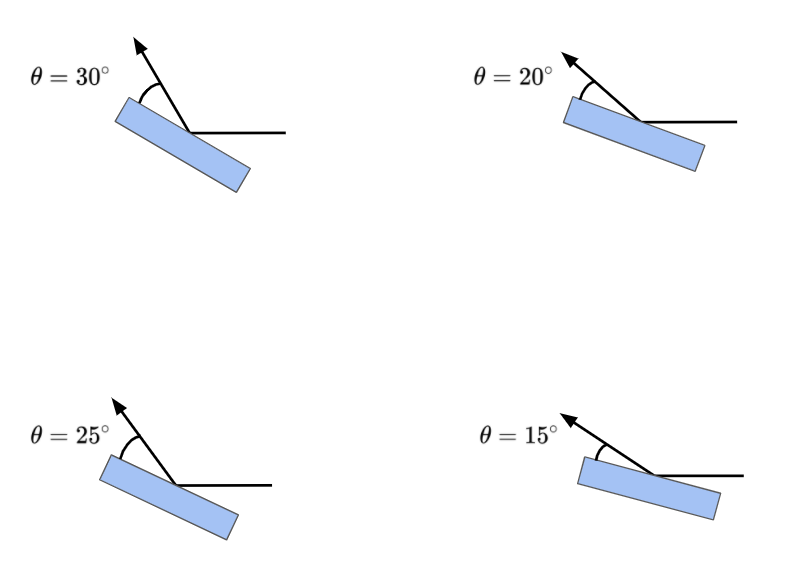 θ = 30°
θ = 20°
θ = 25°
θ = 15°